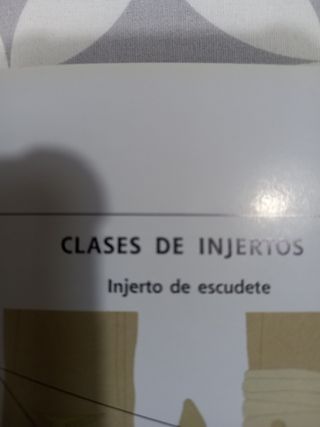 CLASES DE INJERTOS
Injerto de escudete